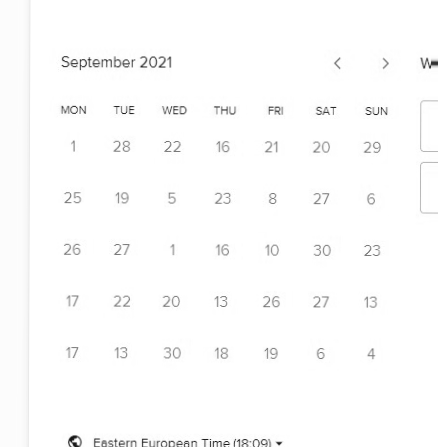 September 2021
MON TUE WED THU FRI SAT SUN
1 28 22 16 21 20 29
25 19 5 23 8 27 6
26 27 1 16 10 30 23
17 22 20 13 26 27 13
17 13 30 18 19 6 4
Eastern European Time (18:09)